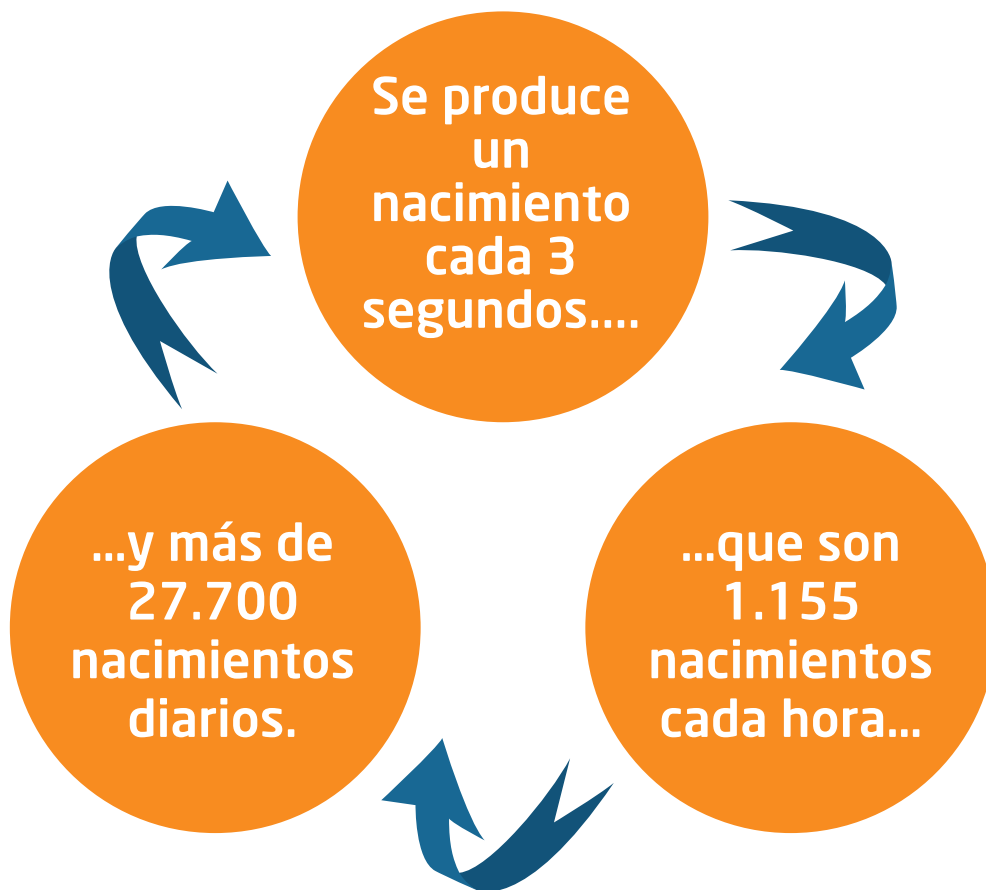 Se produce
un
nacimiento
cada 3
segundos....
...que son
1.155
nacimientos
cada hora...
...y más de
27.700
nacimientos
diarios.